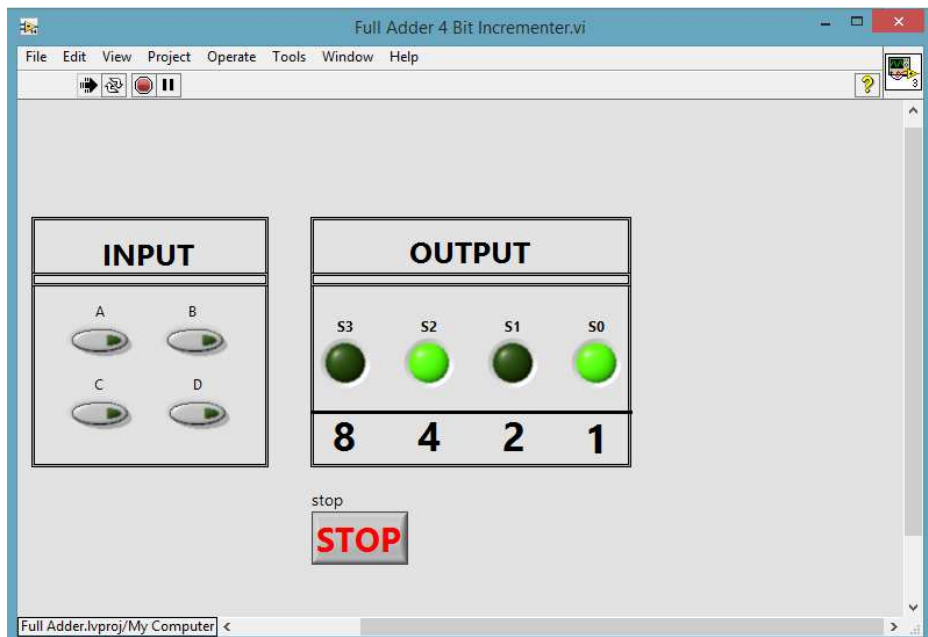 Full Adder 4 Bit Incrementer.vi
File Edit View Project Operate Tools Window Help
3
INPUT
OUTPUT
A B
C D
S3 S2 S1 S0
8 4 2 1
stop
STOP
Full Adder.lvproj/My Computer